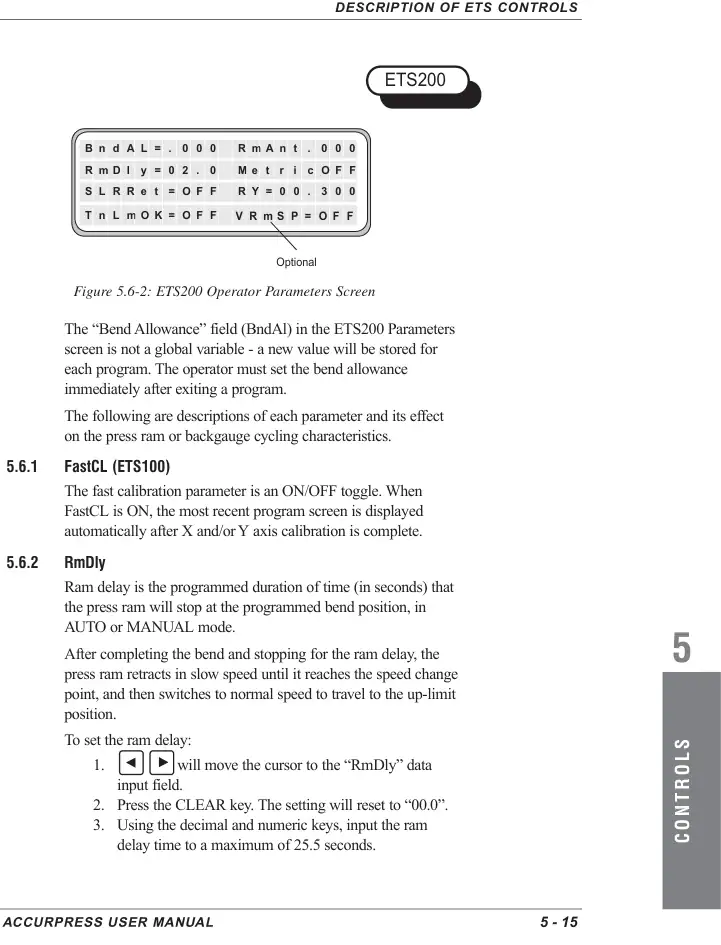 DESCRIPTION OF ETS CONTROLS
ETS200
BndAL=.000 RmAnt.000
RmDly=02.0 MetricOFF
SLRRet=OFF RY=00.300
TnLmOK=OFF VRmSP=OFF
Optional
Figure 5.6-2: ETS200 Operator Parameters Screen
The “Bend Allowance” field (BndAl) in the ETS200 Parameters
screen is not a global variable - a new value will be stored for
each program. The operator must set the bend allowance
immediately after exiting a program.
The following are descriptions of each parameter and its effect
on the press ram or backgauge cycling characteristics.
5.6.1 FastCL (ETS100)
The fast calibration parameter is an ON/OFF toggle. When
FastCL is ON, the most recent program screen is displayed
automatically after X and/or Y axis calibration is complete.
5.6.2 RmDly
Ram delay is the programmed duration of time (in seconds) that
the press ram will stop at the programmed bend position, in
AUTO or MANUAL mode.
After completing the bend and stopping for the ram delay, the
press ram retracts in slow speed until it reaches the speed change
point, and then switches to normal speed to travel to the up-limit
position.
To set the ram delay:
1. ◄ ► will move the cursor to the “RmDly” data
input field.
2. Press the CLEAR key. The setting will reset to “00.0”.
3. Using the decimal and numeric keys, input the ram
delay time to a maximum of 25.5 seconds.
5
CONTROLS
ACCURPRESS USER MANUAL 5 - 15